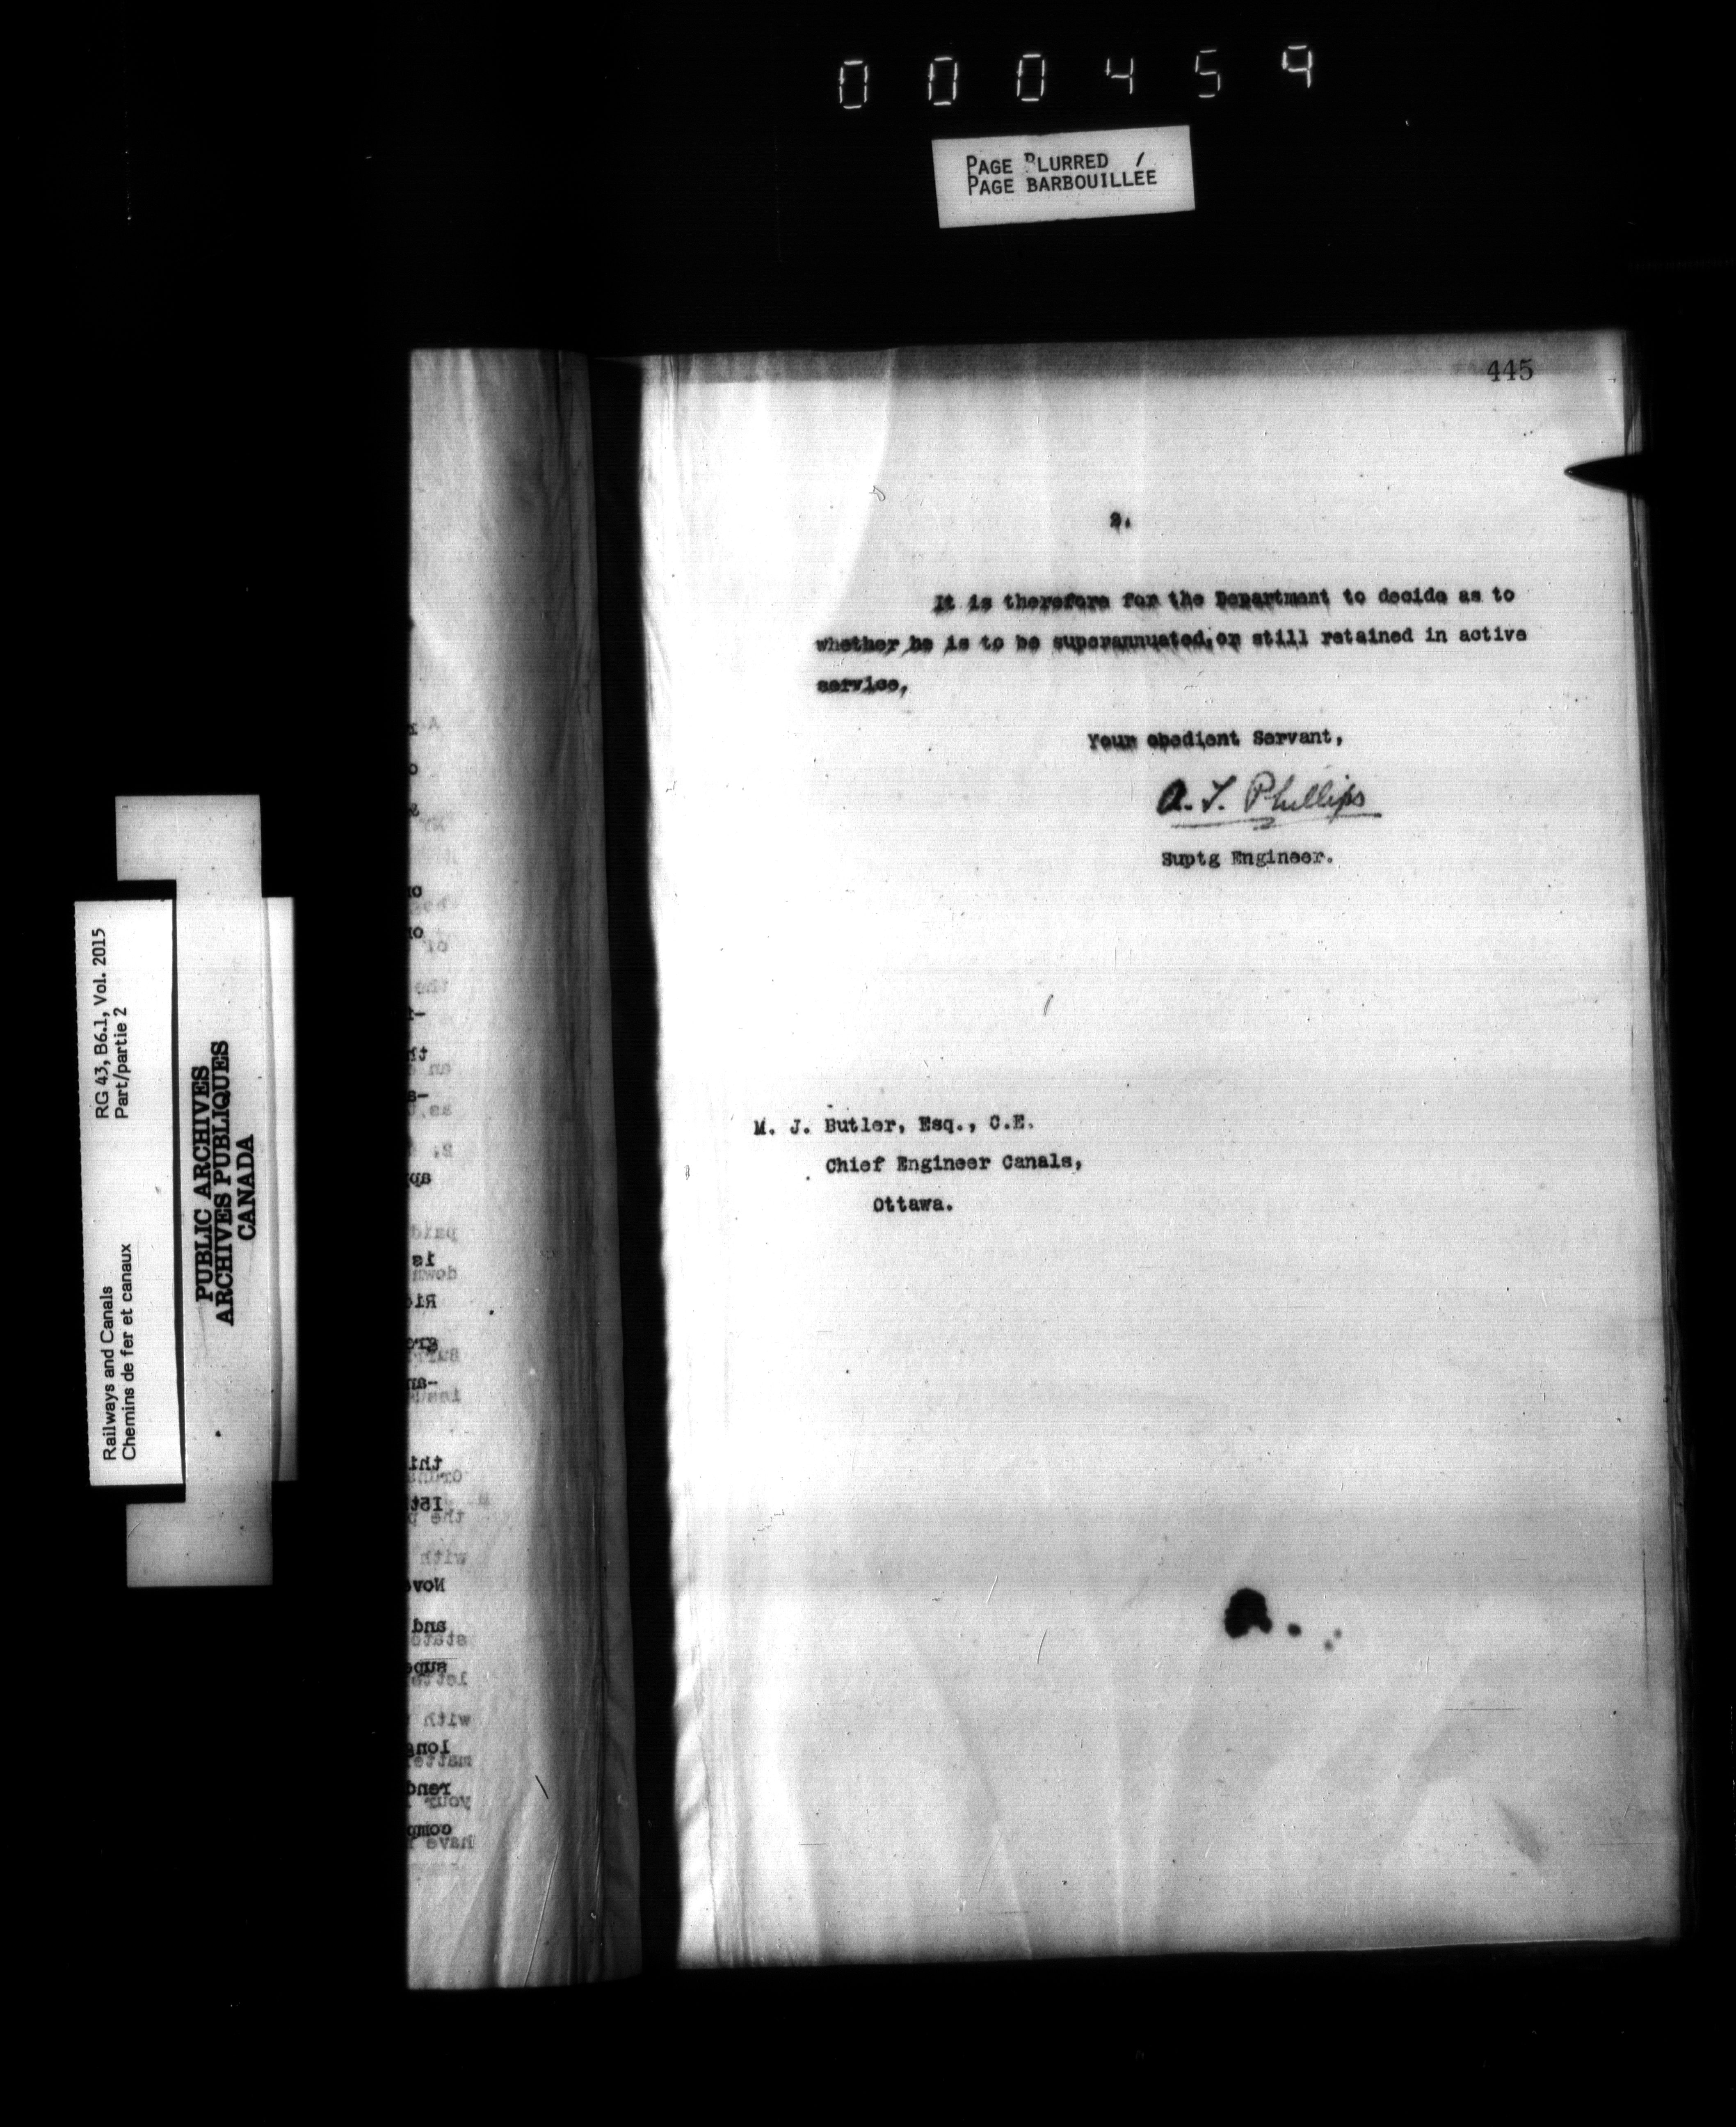 000459
PAGE BLURRED /
PAGE BARBOUILLÉE
445
2.
It is therefore for the Department to decide as to
whether he is to be superannuated, or still retained in active
service,
Your obedient Servant,
A. T. Phillips
Suptg Engineer.
M. J. Butler, Esq., C.E.
Chief Engineer Canals,
Ottawa.
Railways and Canals RG 43, B6.1, Vol. 2015
Chemins de fer et canaux Part/partie 2
PUBLIC ARCHIVES
ARCHIVES PUBLIQUES
CANADA